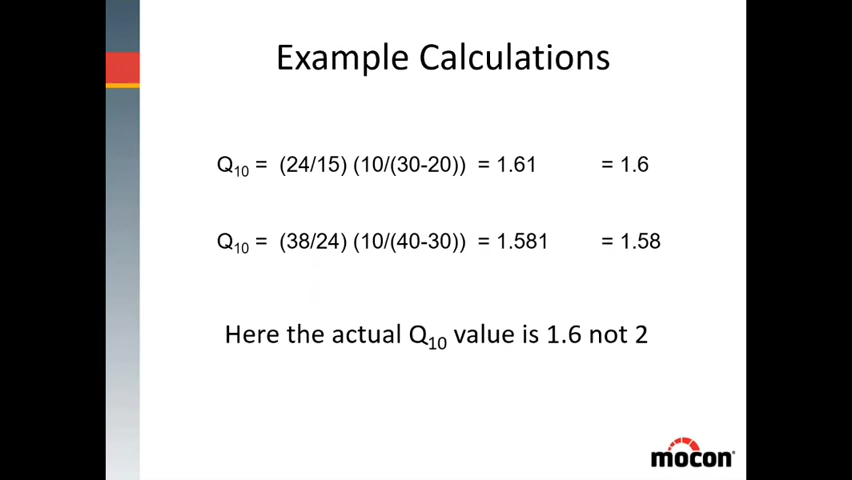 Example Calculations
Q10 = (24/15) (10/(30-20)) = 1.61 = 1.6
Q10 = (38/24) (10/(40-30)) = 1.581 = 1.58
Here the actual Q10 value is 1.6 not 2
mocon